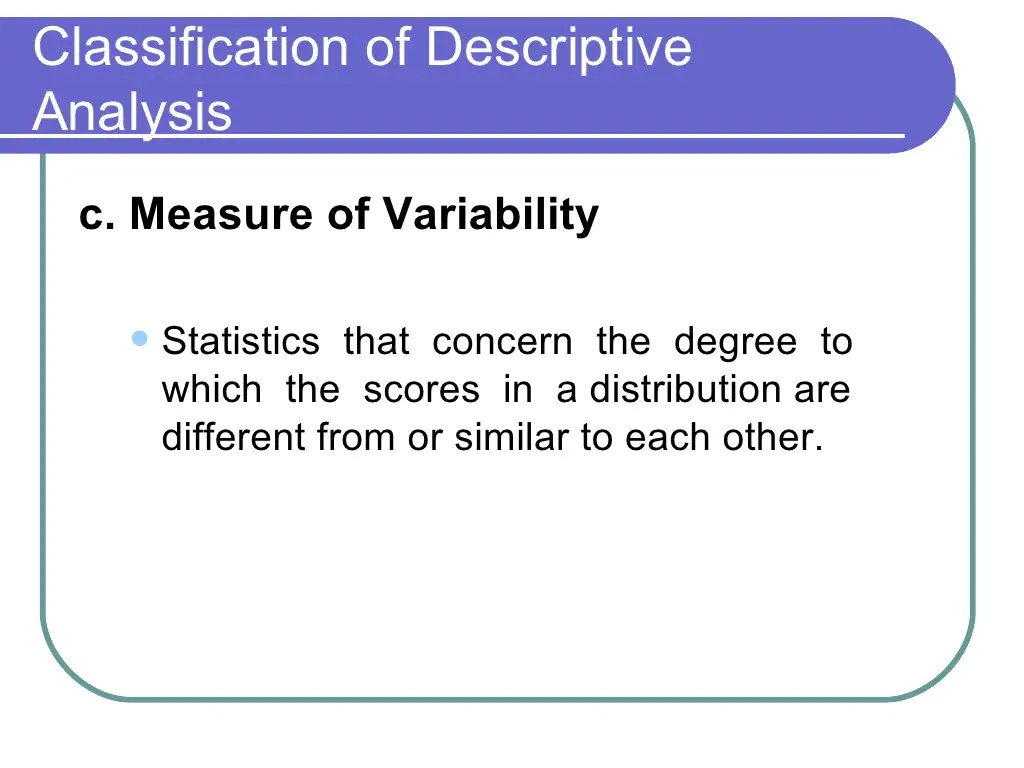 Classification of Descriptive
Analysis
c. Measure of Variability
Statistics that concern the degree to
which the scores in a distribution are
different from or similar to each other.